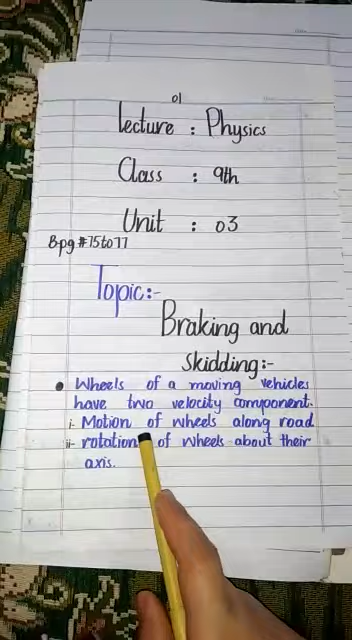 01
Lecture : Physics
Class : 9th
Unit : 03
B.pg #75to77
Topic:-
Braking and
Skidding:-
• Wheels of a moving vehicles
have two velocity component.
i- Motion of wheels along road
ii- rotation of wheels about their
axis.